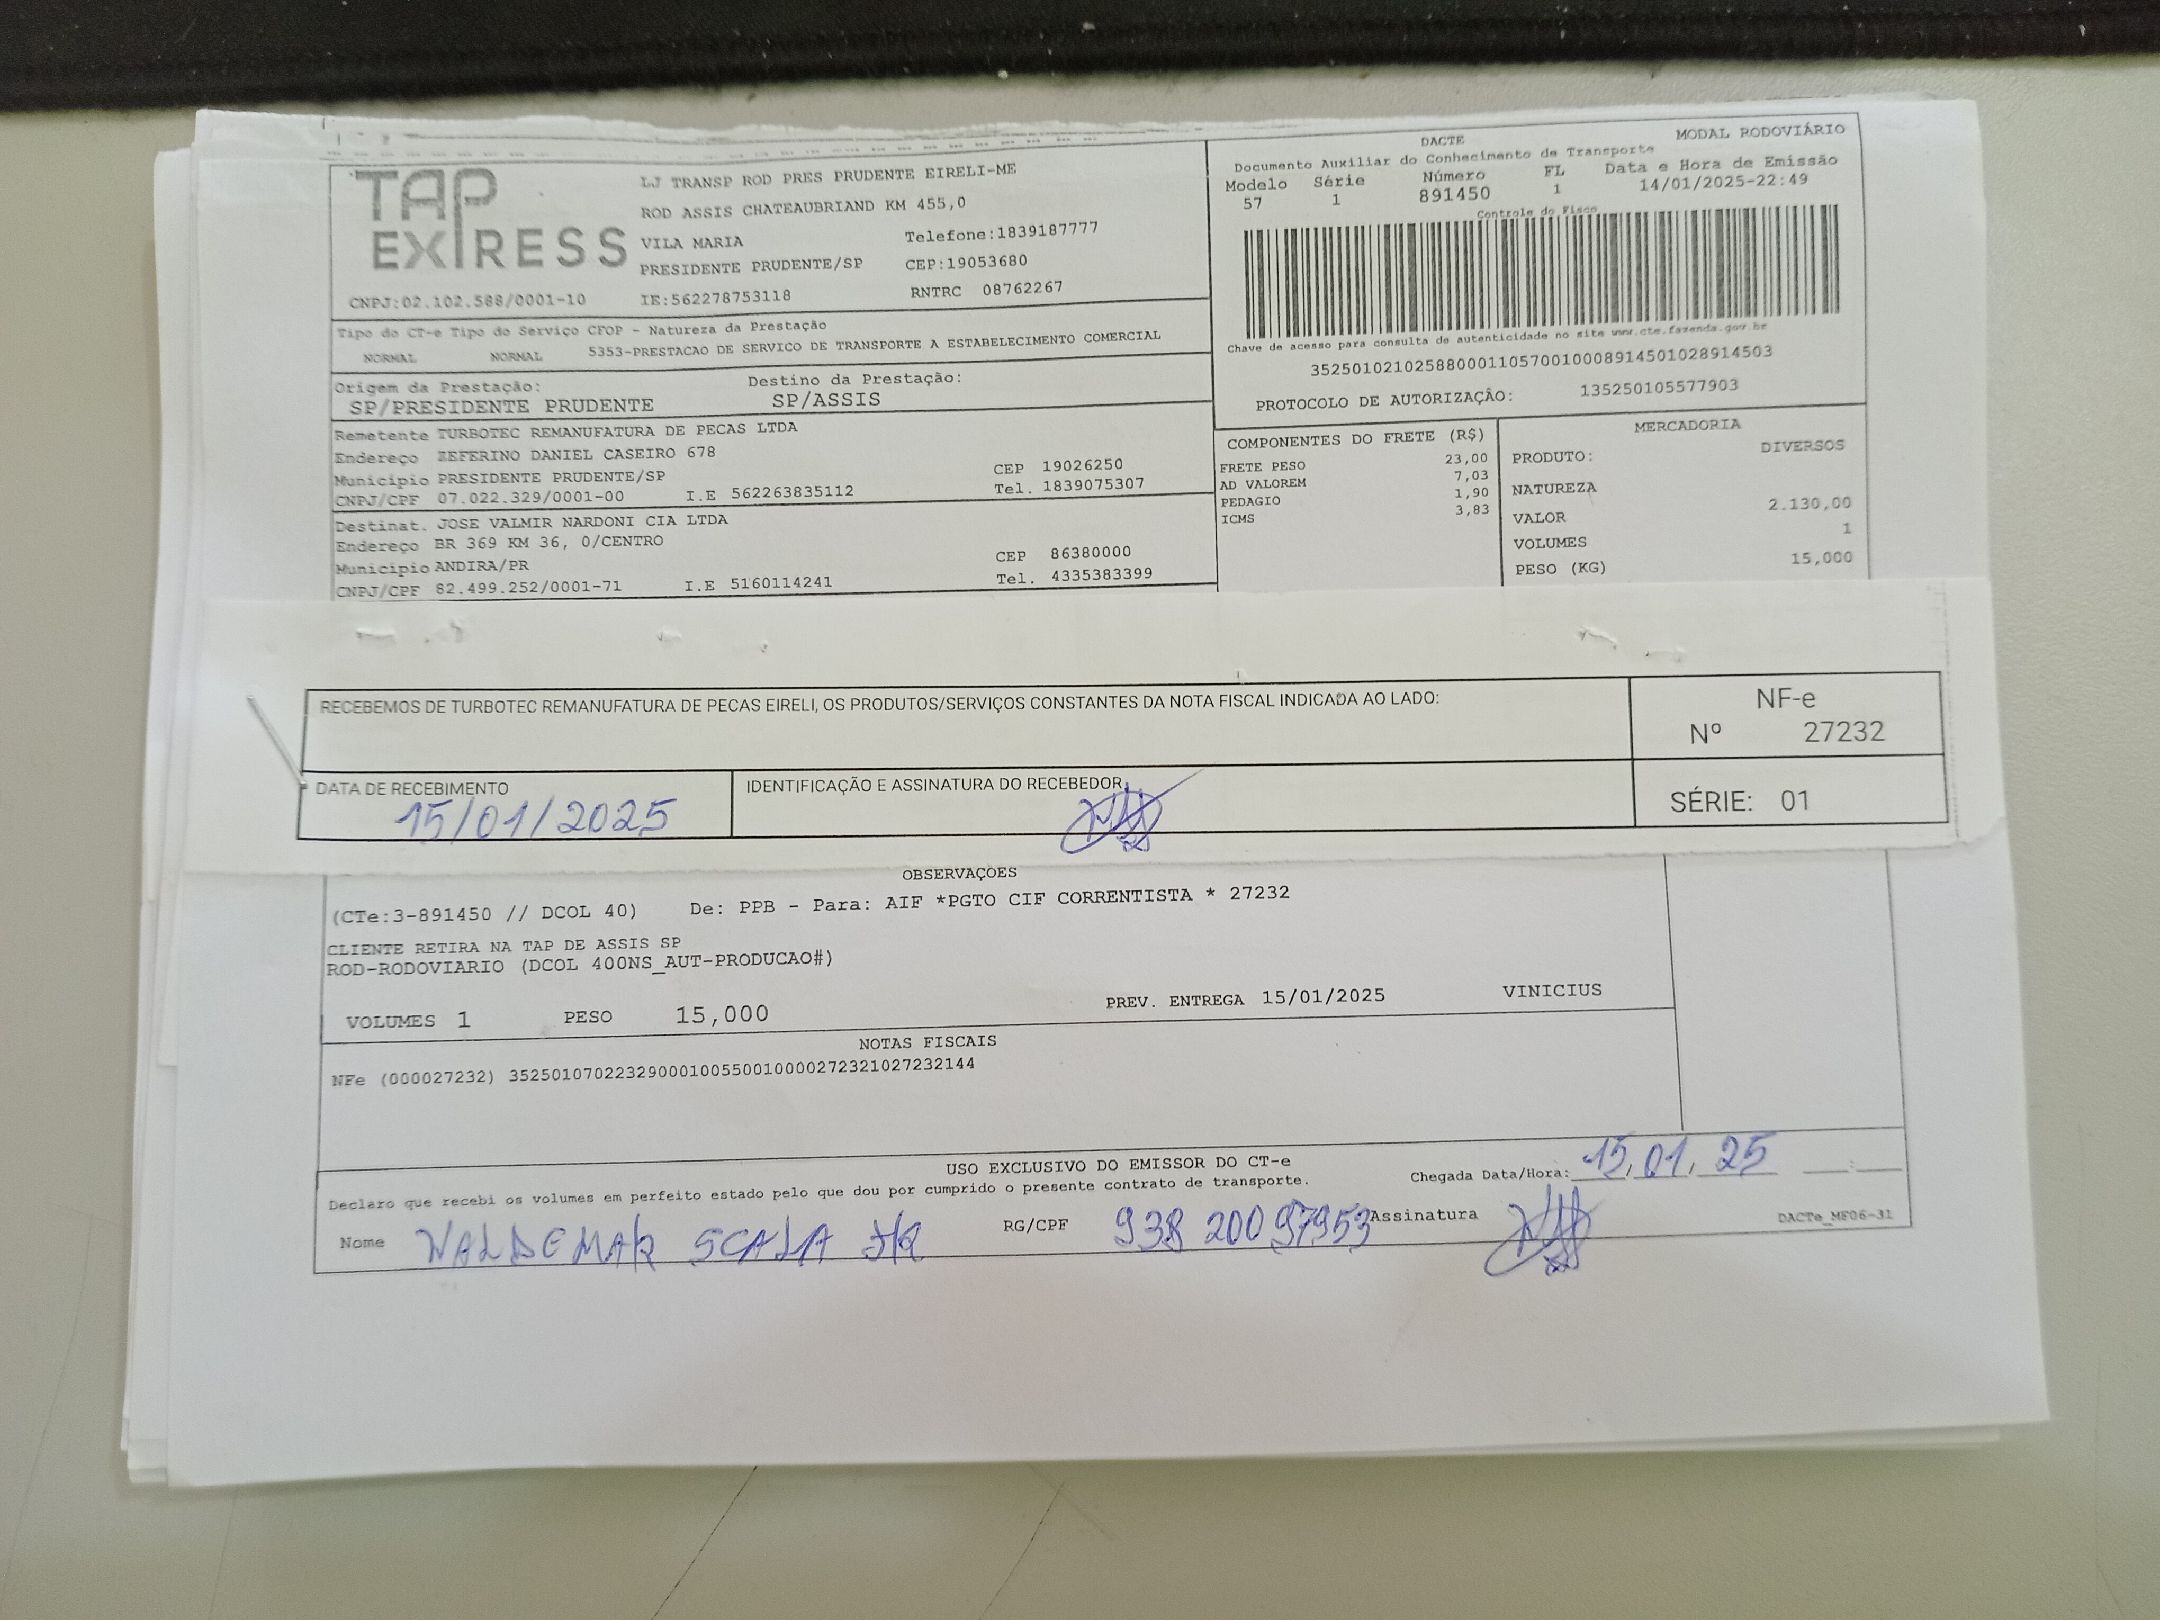 TAP EXPRESS
LJ TRANSP ROD PRES PRUDENTE EIRELI-ME
ROD ASSIS CHATEAUBRIAND KM 455,0
VILA MARIA Telefone:1839187777
PRESIDENTE PRUDENTE/SP CEP:19053680
CNPJ:02.102.588/0001-10 IE:562278753118 RNTRC 08762267
DACTE MODAL RODOVIÁRIO
Documento Auxiliar do Conhecimento de Transporte
Modelo Série Número FL Data e Hora de Emissão
57 1 891450 1 14/01/2025-22:49
Controle do Fisco
Chave de acesso para consulta de autenticidade no site www.cte.fazenda.gov.br
35250102102588000110570010008914501028914503
PROTOCOLO DE AUTORIZAÇÃO: 135250105577903
Tipo do CT-e Tipo do Serviço CFOP - Natureza da Prestação
NORMAL NORMAL 5353-PRESTACAO DE SERVICO DE TRANSPORTE A ESTABELECIMENTO COMERCIAL
Origem da Prestação: Destino da Prestação:
SP/PRESIDENTE PRUDENTE SP/ASSIS
Remetente TURBOTEC REMANUFATURA DE PECAS LTDA
Endereço ZEFERINO DANIEL CASEIRO 678
Município PRESIDENTE PRUDENTE/SP CEP 19026250
CNPJ/CPF 07.022.329/0001-00 I.E 562263835112 Tel. 1839075307
Destinat. JOSE VALMIR NARDONI CIA LTDA
Endereço BR 369 KM 36, 0/CENTRO
Município ANDIRA/PR CEP 86380000
CNPJ/CPF 82.499.252/0001-71 I.E 5160114241 Tel. 4335383399
COMPONENTES DO FRETE (R$)
FRETE PESO 23,00
AD VALOREM 7,03
PEDAGIO 1,90
ICMS 3,83
MERCADORIA
PRODUTO: DIVERSOS
NATUREZA
VALOR 2.130,00
VOLUMES 1
PESO (KG) 15,000
RECEBEMOS DE TURBOTEC REMANUFATURA DE PECAS EIRELI, OS PRODUTOS/SERVIÇOS CONSTANTES DA NOTA FISCAL INDICADA AO LADO:
NF-e
Nº 27232
DATA DE RECEBIMENTO IDENTIFICAÇÃO E ASSINATURA DO RECEBEDOR
15/01/2025
SÉRIE: 01
OBSERVAÇÕES
(CTe:3-891450 // DCOL 40) De: PPB - Para: AIF *PGTO CIF CORRENTISTA * 27232
CLIENTE RETIRA NA TAP DE ASSIS SP
ROD-RODOVIARIO (DCOL 400NS_AUT-PRODUCAO#)
VOLUMES 1 PESO 15,000 PREV. ENTREGA 15/01/2025 VINICIUS
NOTAS FISCAIS
NFe (000027232) 35250107022329000100550010000272321027232144
USO EXCLUSIVO DO EMISSOR DO CT-e
Declaro que recebi os volumes em perfeito estado pelo que dou por cumprido o presente contrato de transporte.
Chegada Data/Hora: 15,01,25
Nome WALDEMAR SCALA JR RG/CPF 938 200 97953 Assinatura
DACTe_MF06-31